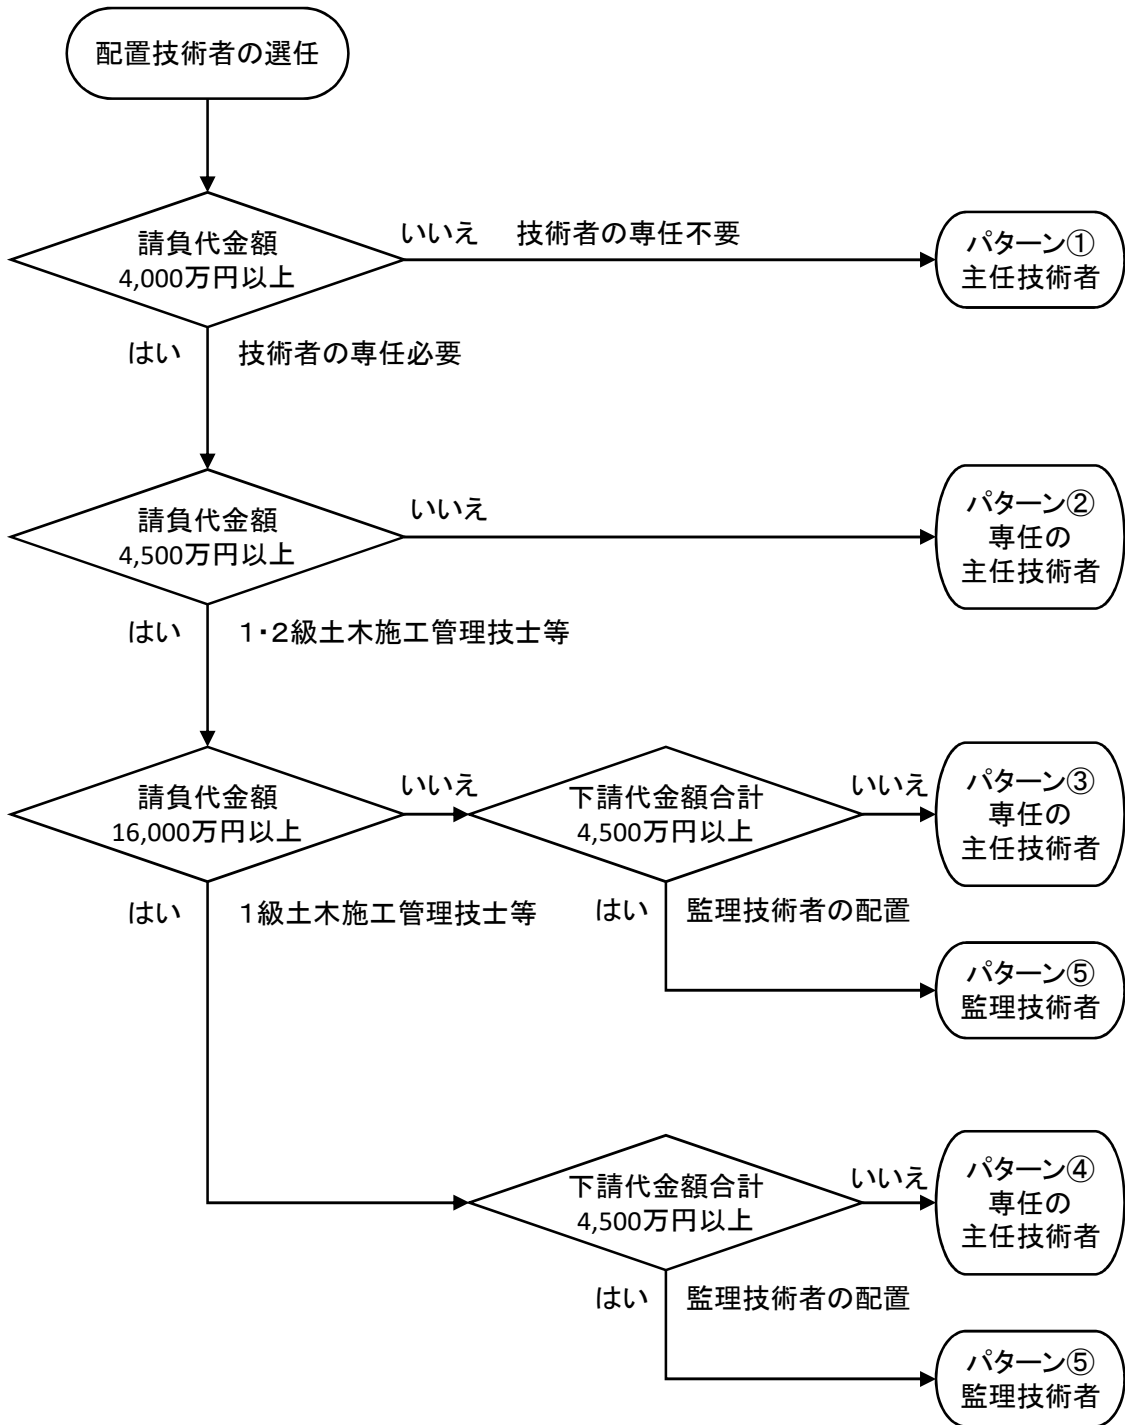 配置技術者の選任
請負代金額
4,000万円以上
いいえ　技術者の専任不要
パターン①
主任技術者
はい　技術者の専任必要
請負代金額
4,500万円以上
いいえ
パターン②
専任の
主任技術者
はい　1・2級土木施工管理技士等
請負代金額
16,000万円以上
いいえ
下請代金額合計
4,500万円以上
いいえ
パターン③
専任の
主任技術者
はい　1級土木施工管理技士等
はい　監理技術者の配置
パターン⑤
監理技術者
下請代金額合計
4,500万円以上
いいえ
パターン④
専任の
主任技術者
はい　監理技術者の配置
パターン⑤
監理技術者